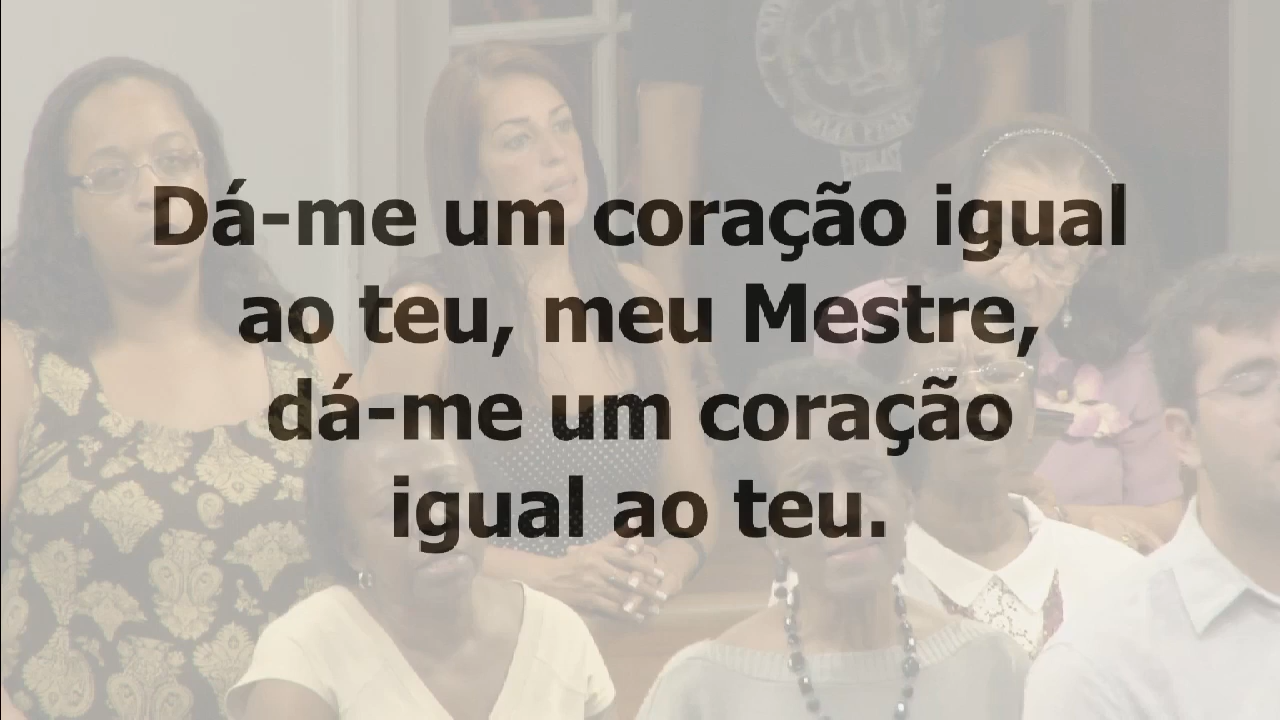 Dá-me um coração igual
ao teu, meu Mestre,
dá-me um coração
igual ao teu.